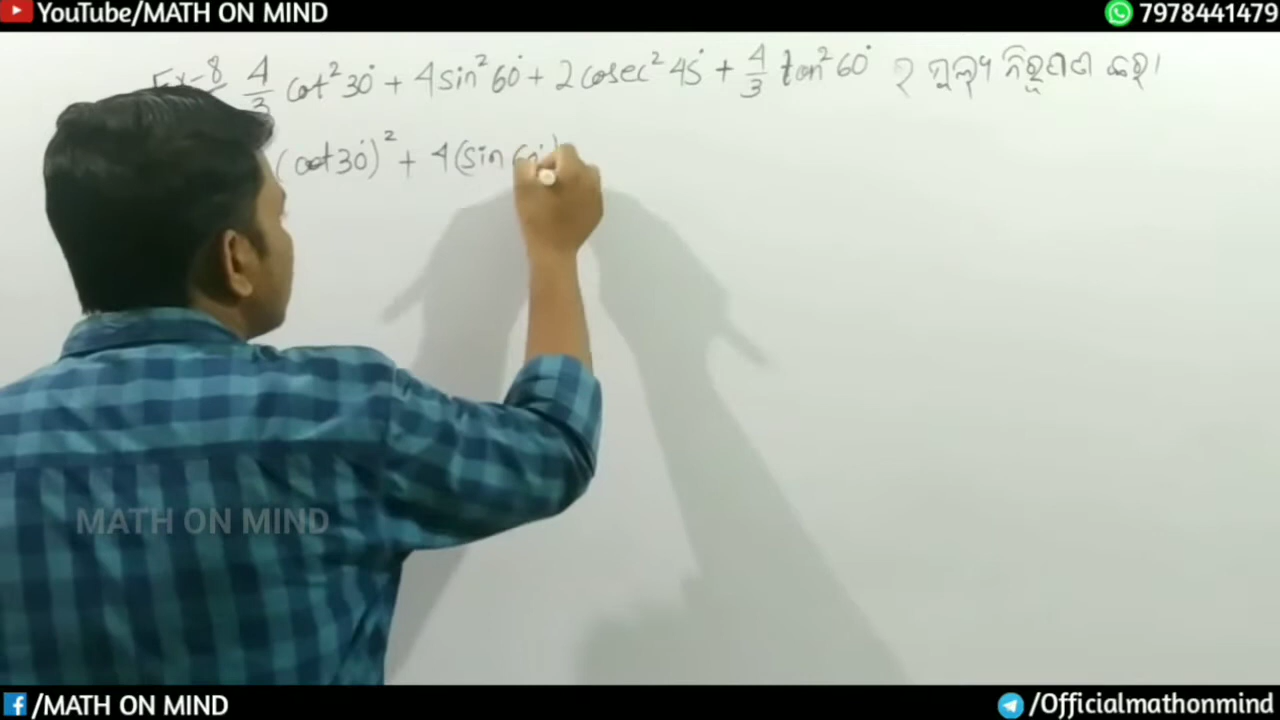 YouTube/MATH ON MIND
7978441479
Ex-8 4/3 cot²30° + 4sin²60° + 2cosec²45° + 4/3 tan²60° ର ମୂଲ୍ୟ ନିରୂପଣ କର।
(cot30°)² + 4(sin 60°)
MATH ON MIND
/MATH ON MIND
/Officialmathonmind